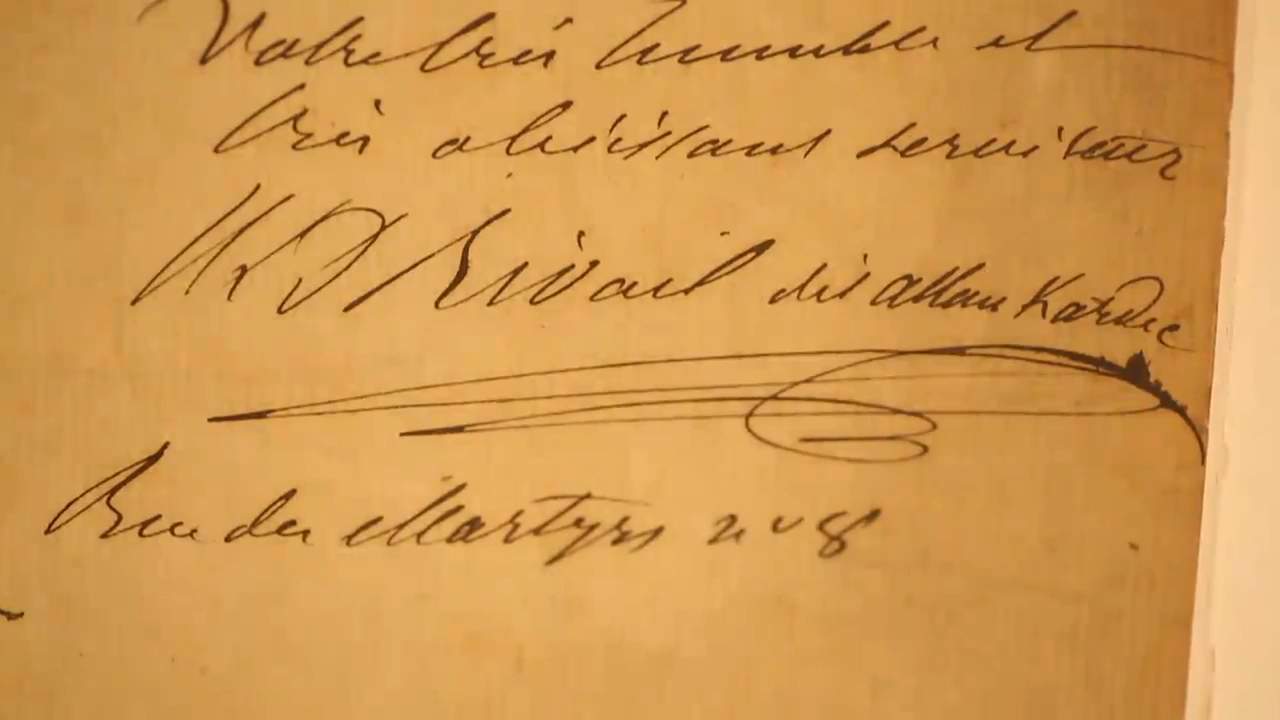 Votre très humble et
très obéissant serviteur
HLD Rivail dit Allan Kardec
Rue des Martyrs n° 8